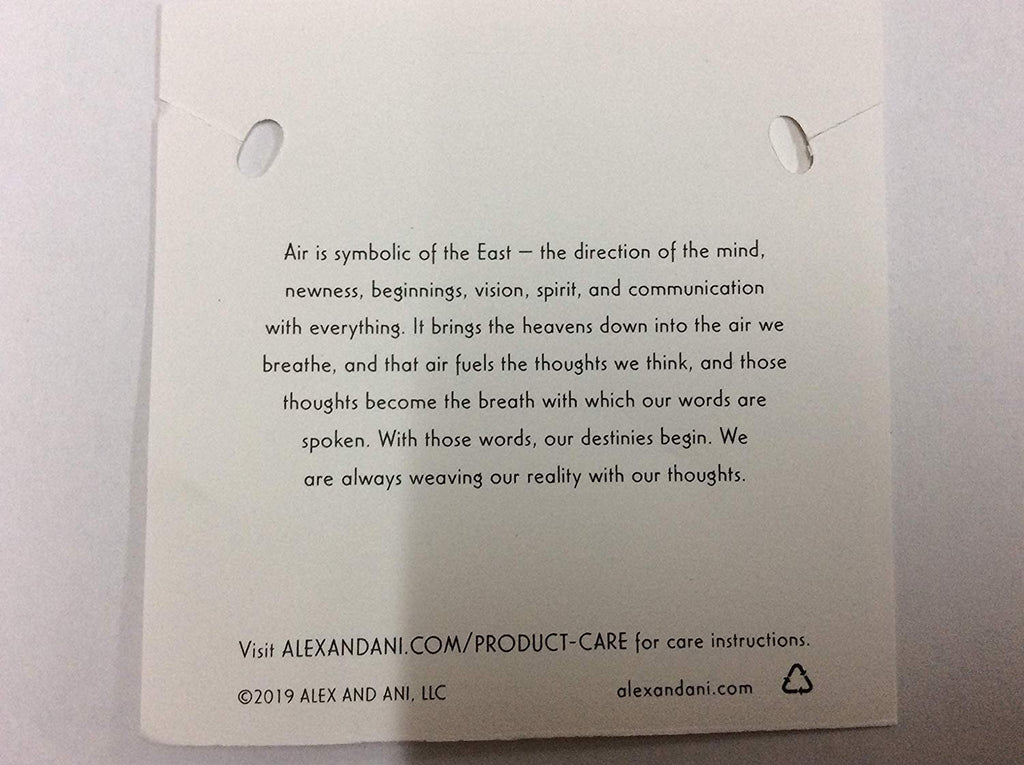 Air is symbolic of the East – the direction of the mind,
newness, beginnings, vision, spirit, and communication
with everything. It brings the heavens down into the air we
breathe, and that air fuels the thoughts we think, and those
thoughts become the breath with which our words are
spoken. With those words, our destinies begin. We
are always weaving our reality with our thoughts.
Visit ALEXANDANI.COM/PRODUCT-CARE for care instructions.
©2019 ALEX AND ANI, LLC
alexandani.com